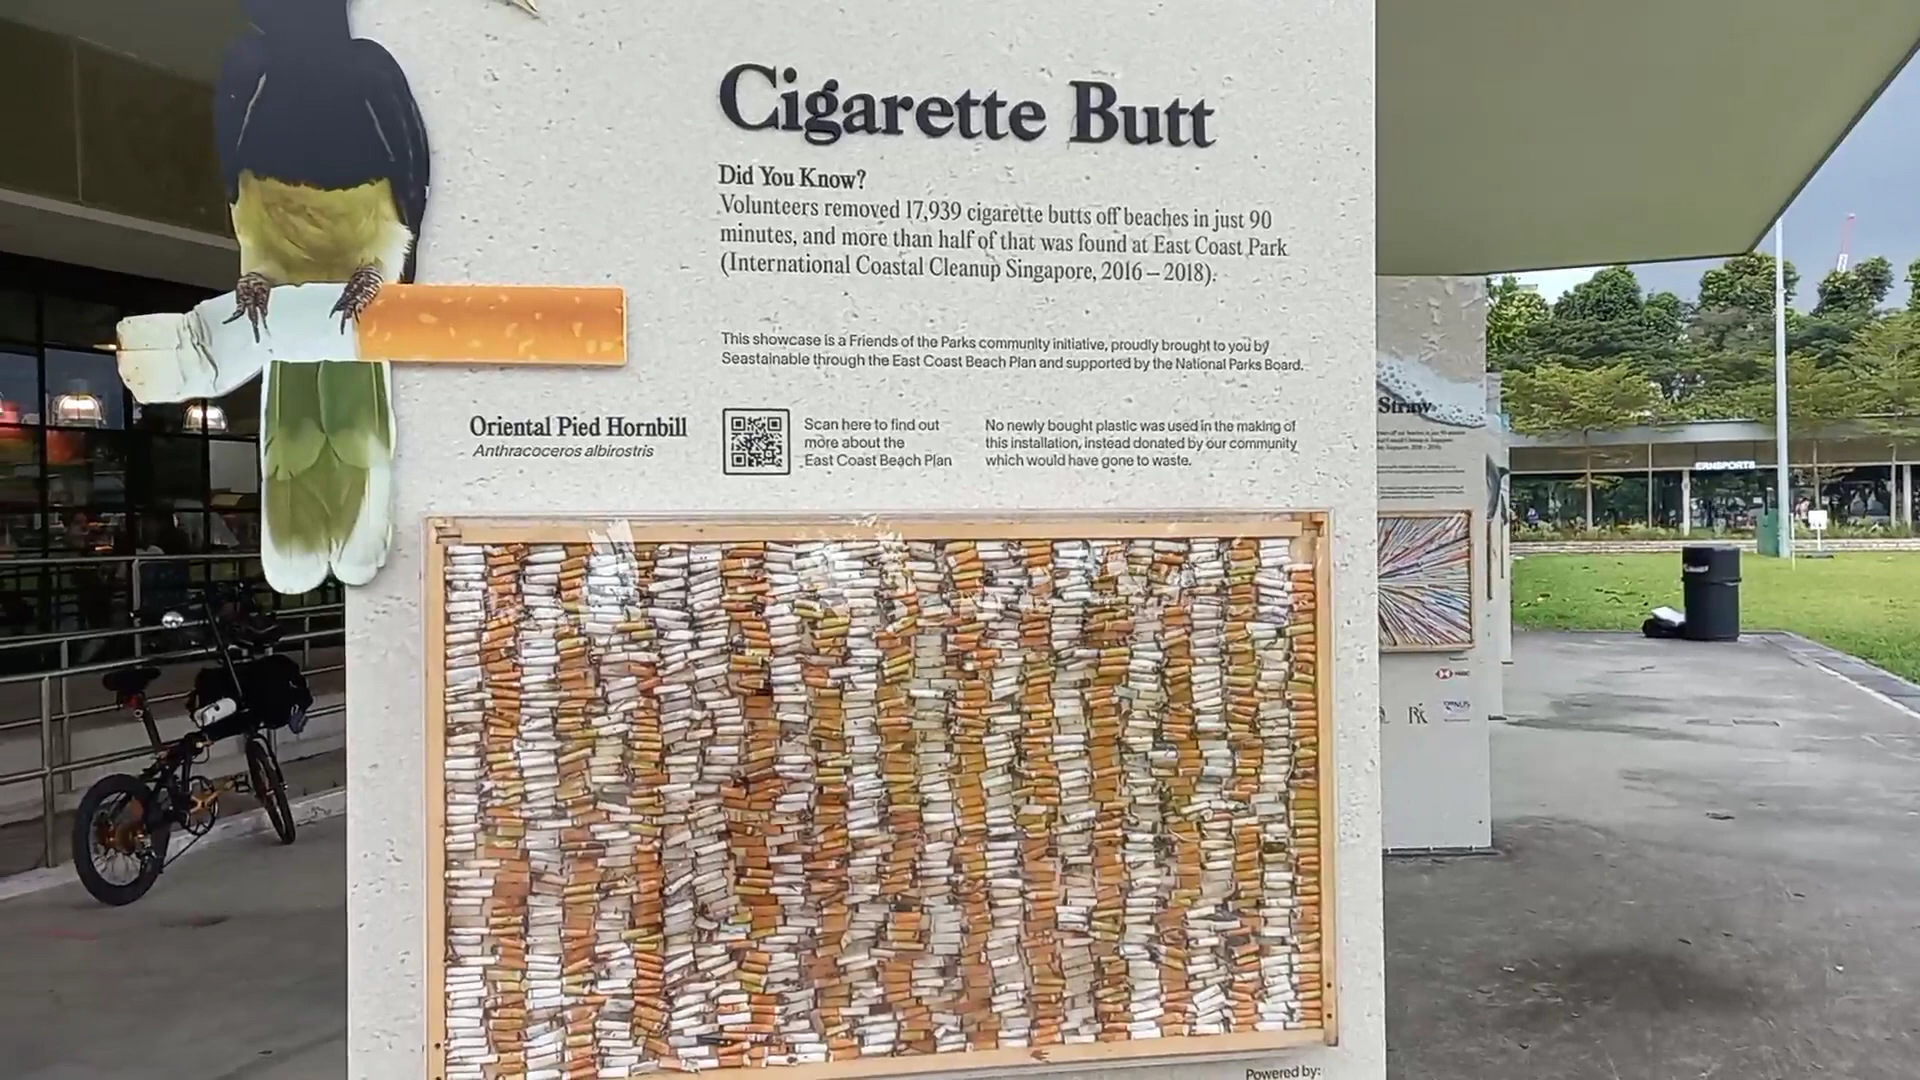 Cigarette Butt
Did You Know?
Volunteers removed 17,939 cigarette butts off beaches in just 90
minutes, and more than half of that was found at East Coast Park
(International Coastal Cleanup Singapore, 2016 – 2018).
This showcase is a Friends of the Parks community initiative, proudly brought to you by
Seastainable through the East Coast Beach Plan and supported by the National Parks Board.
Oriental Pied Hornbill
Anthracoceros albirostris
Scan here to find out
more about the
East Coast Beach Plan
No newly bought plastic was used in the making of
this installation, instead donated by our community
which would have gone to waste.
Powered by:
Straw
HSBC
NUS